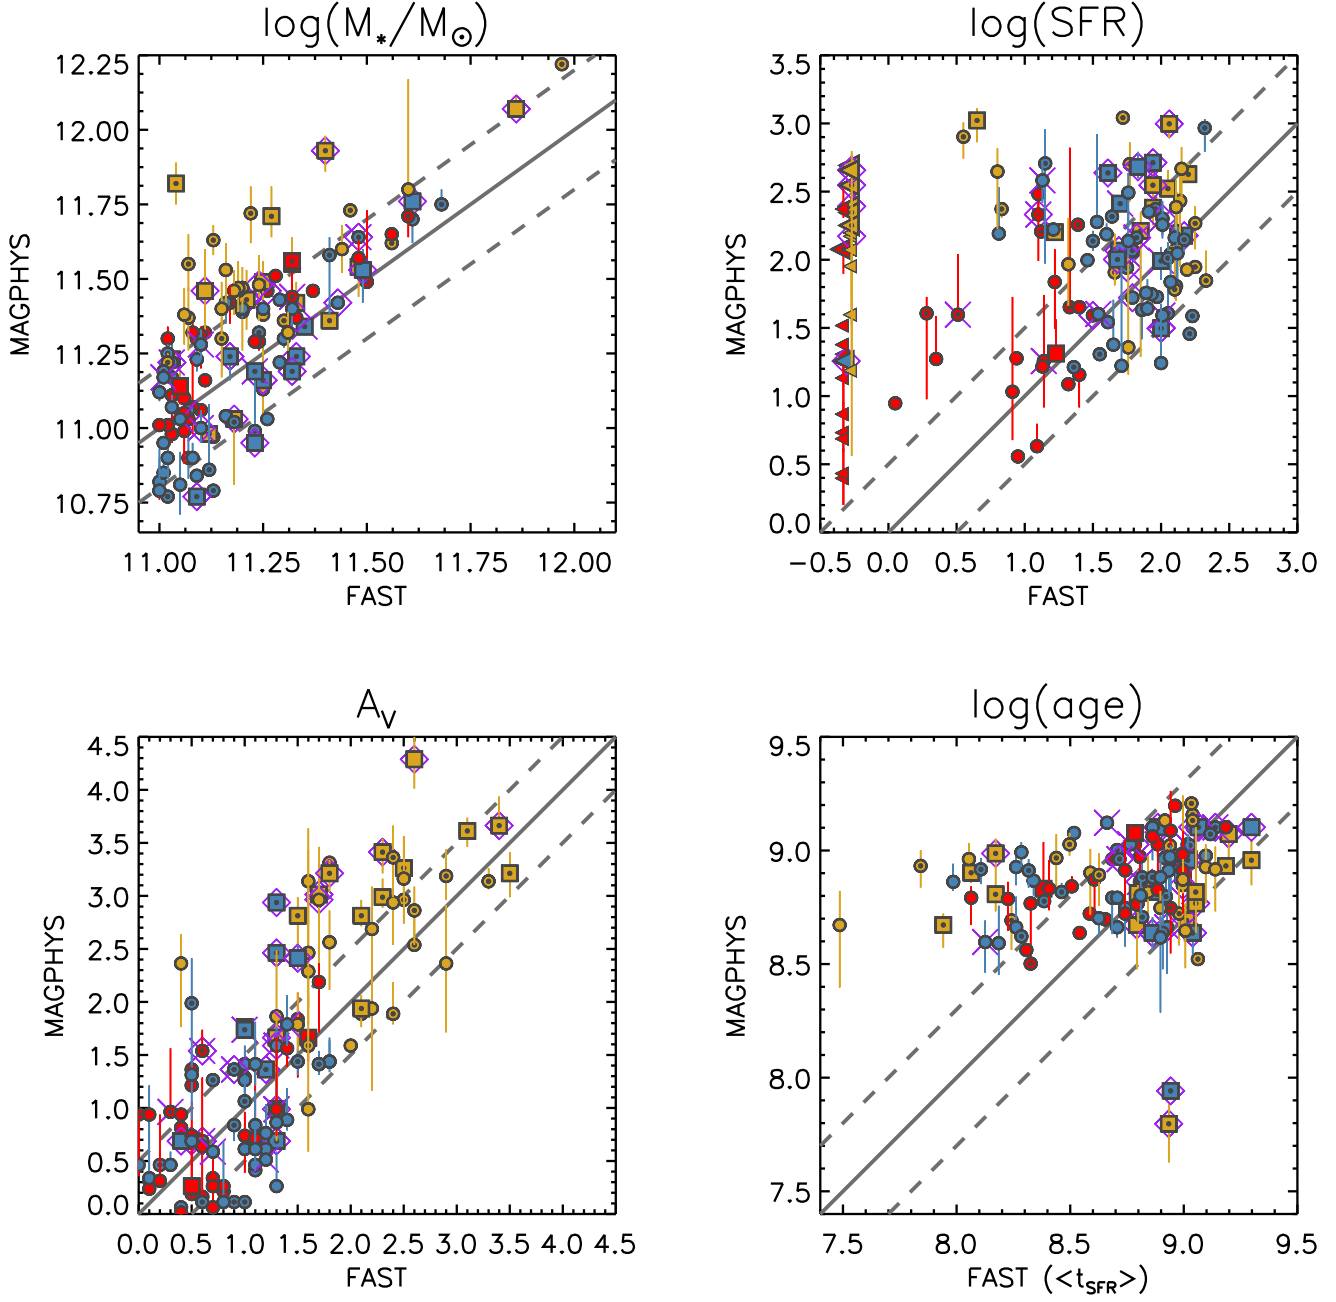 log(M*/M☉)
MAGPHYS
12.25
12.00
11.75
11.50
11.25
11.00
10.75
11.00 11.25 11.50 11.75 12.00
FAST
log(SFR)
MAGPHYS
3.5
3.0
2.5
2.0
1.5
1.0
0.5
0.0
−0.5 0.0 0.5 1.0 1.5 2.0 2.5 3.0
FAST
A_V
MAGPHYS
4.5
4.0
3.5
3.0
2.5
2.0
1.5
1.0
0.5
0.0
0.0 0.5 1.0 1.5 2.0 2.5 3.0 3.5 4.0 4.5
FAST
log(age)
MAGPHYS
9.5
9.0
8.5
8.0
7.5
7.5 8.0 8.5 9.0 9.5
FAST (<t_SFR>)